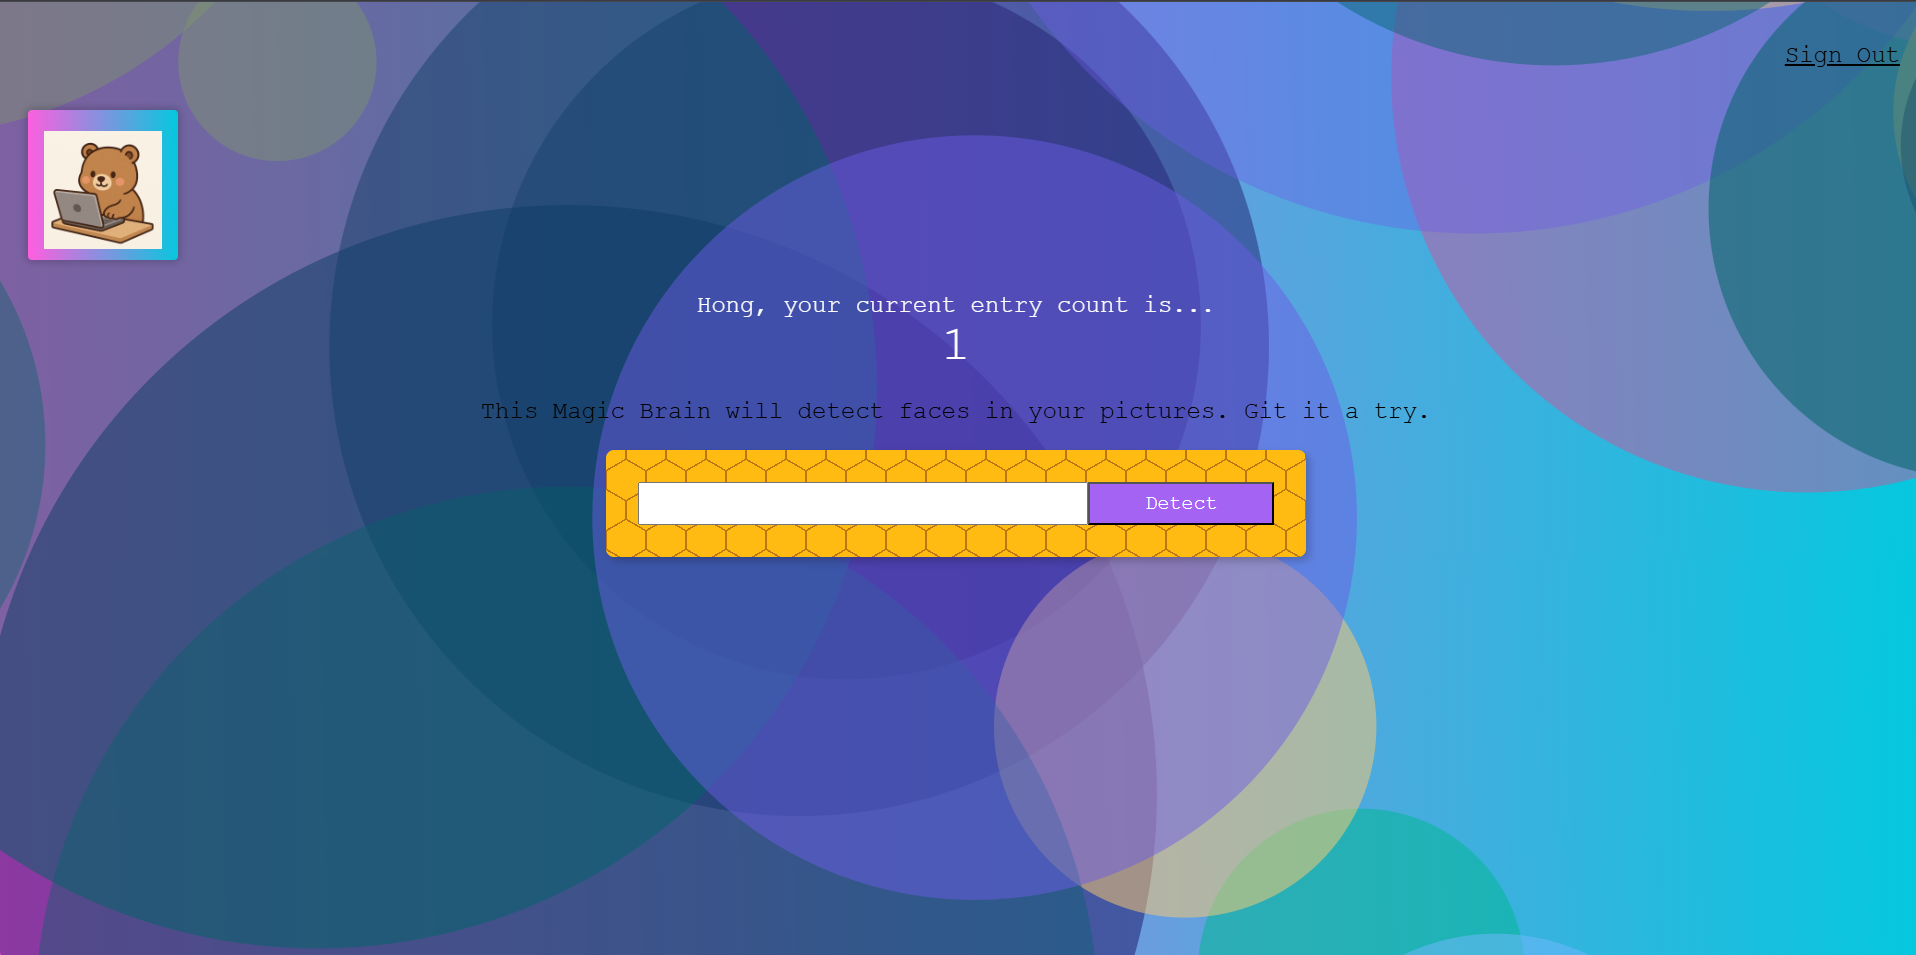 Sign Out
Hong, your current entry count is...
1
This Magic Brain will detect faces in your pictures. Git it a try.
Detect